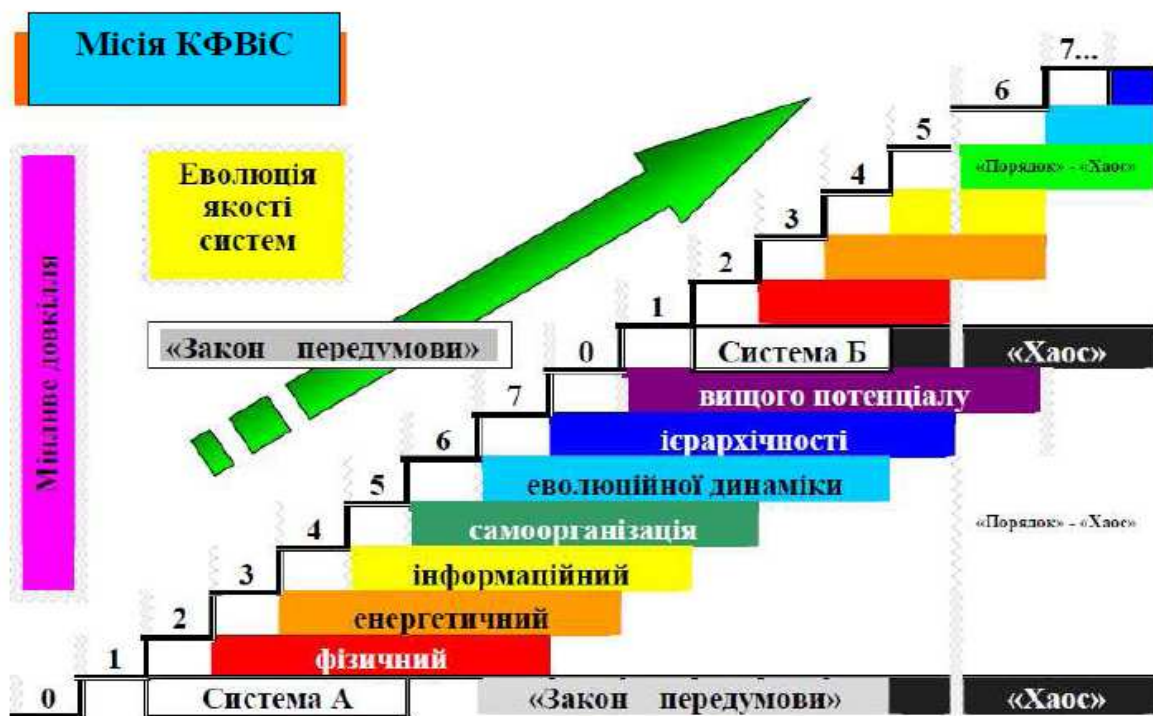 Місія КФВіС
7...
6
5
«Порядок» - «Хаос»
Еволюція
якості
систем
4
3
2
Мінливе довкілля
1
«Закон передумови»
0
Система Б
«Хаос»
7
вищого потенціалу
6
ієрархічності
5
еволюційної динаміки
4
самоорганізація
«Порядок» - «Хаос»
3
інформаційний
2
енергетичний
1
фізичний
0
Система А
«Закон передумови»
«Хаос»